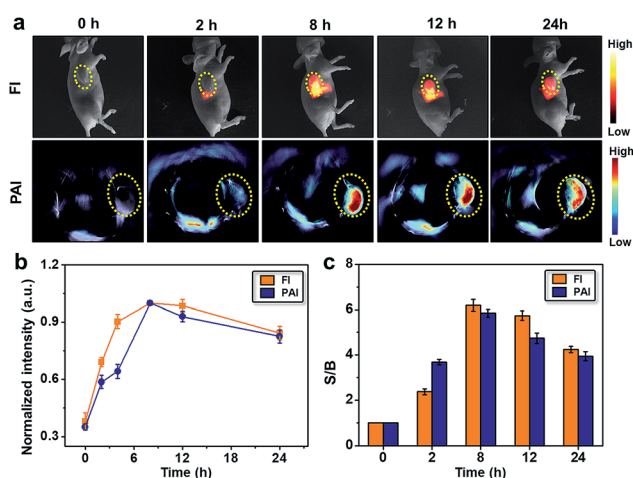 a
0 h 2 h 8 h 12 h 24h
FI
High
Low
PAI
High
Low
b
Normalized intensity (a.u.)
1.2
0.9
0.6
0.3
FI
PAI
0 6 12 18 24
Time (h)
c
S/B
8
6
4
2
0
FI
PAI
0 2 8 12 24
Time (h)